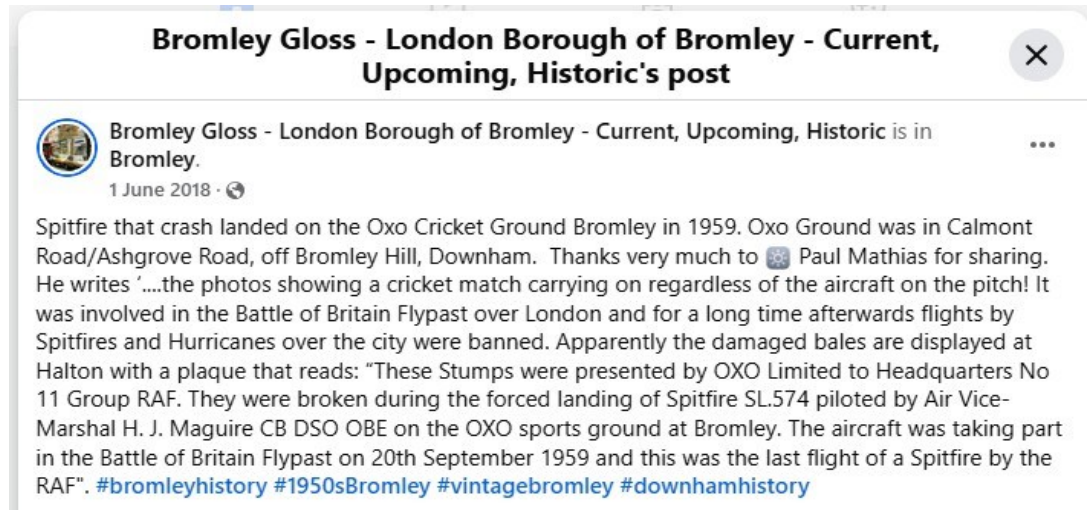 Bromley Gloss - London Borough of Bromley - Current,
Upcoming, Historic's post
Bromley Gloss - London Borough of Bromley - Current, Upcoming, Historic is in
Bromley.
1 June 2018 ·
Spitfire that crash landed on the Oxo Cricket Ground Bromley in 1959. Oxo Ground was in Calmont
Road/Ashgrove Road, off Bromley Hill, Downham.  Thanks very much to Paul Mathias for sharing.
He writes ‘....the photos showing a cricket match carrying on regardless of the aircraft on the pitch! It
was involved in the Battle of Britain Flypast over London and for a long time afterwards flights by
Spitfires and Hurricanes over the city were banned. Apparently the damaged bales are displayed at
Halton with a plaque that reads: “These Stumps were presented by OXO Limited to Headquarters No
11 Group RAF. They were broken during the forced landing of Spitfire SL.574 piloted by Air Vice-
Marshal H. J. Maguire CB DSO OBE on the OXO sports ground at Bromley. The aircraft was taking part
in the Battle of Britain Flypast on 20th September 1959 and this was the last flight of a Spitfire by the
RAF". #bromleyhistory #1950sBromley #vintagebromley #downhamhistory